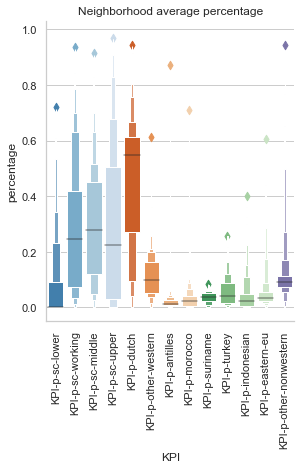 Neighborhood average percentage
1.0
0.8
0.6
0.4
0.2
0.0
percentage
KPI-p-sc-lower
KPI-p-sc-working
KPI-p-sc-middle
KPI-p-sc-upper
KPI-p-dutch
KPI-p-other-western
KPI-p-antilles
KPI-p-morocco
KPI-p-suriname
KPI-p-turkey
KPI-p-indonesian
KPI-p-eastern-eu
KPI-p-other-nonwestern
KPI